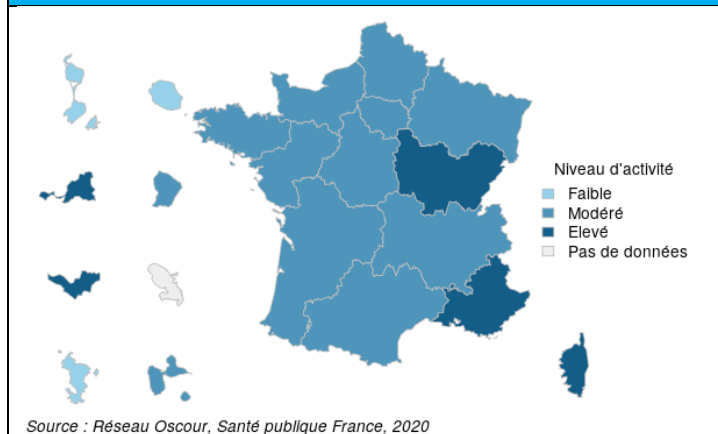 Niveau d'activité
Faible
Modéré
Elevé
Pas de données
Source : Réseau Oscour, Santé publique France, 2020